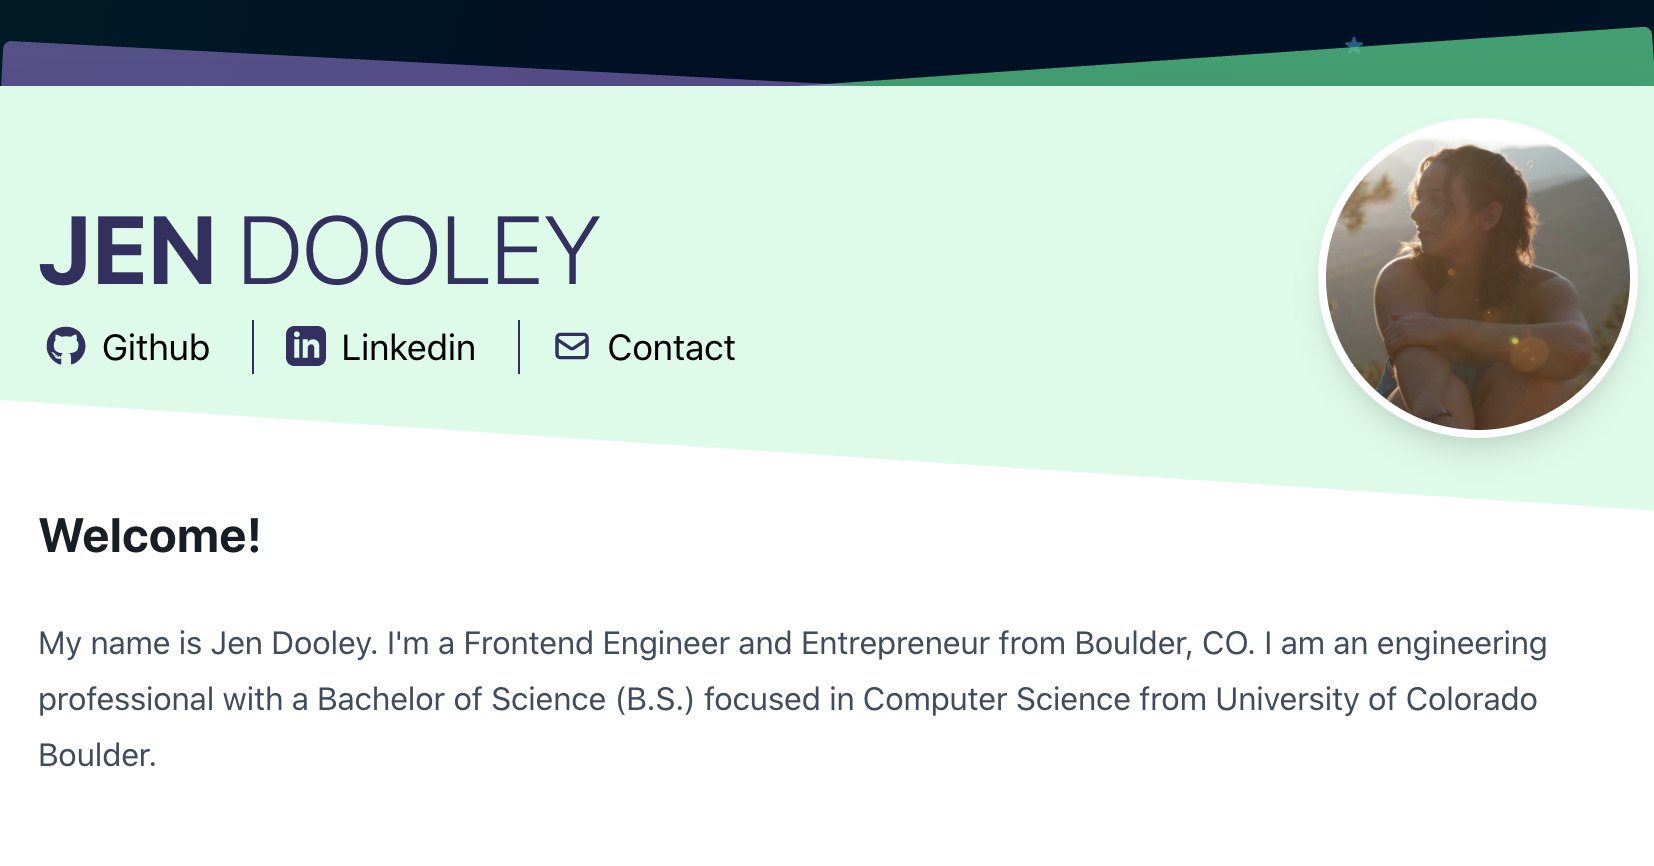 JEN DOOLEY
Github
Linkedin
Contact
Welcome!
My name is Jen Dooley. I'm a Frontend Engineer and Entrepreneur from Boulder, CO. I am an engineering
professional with a Bachelor of Science (B.S.) focused in Computer Science from University of Colorado
Boulder.